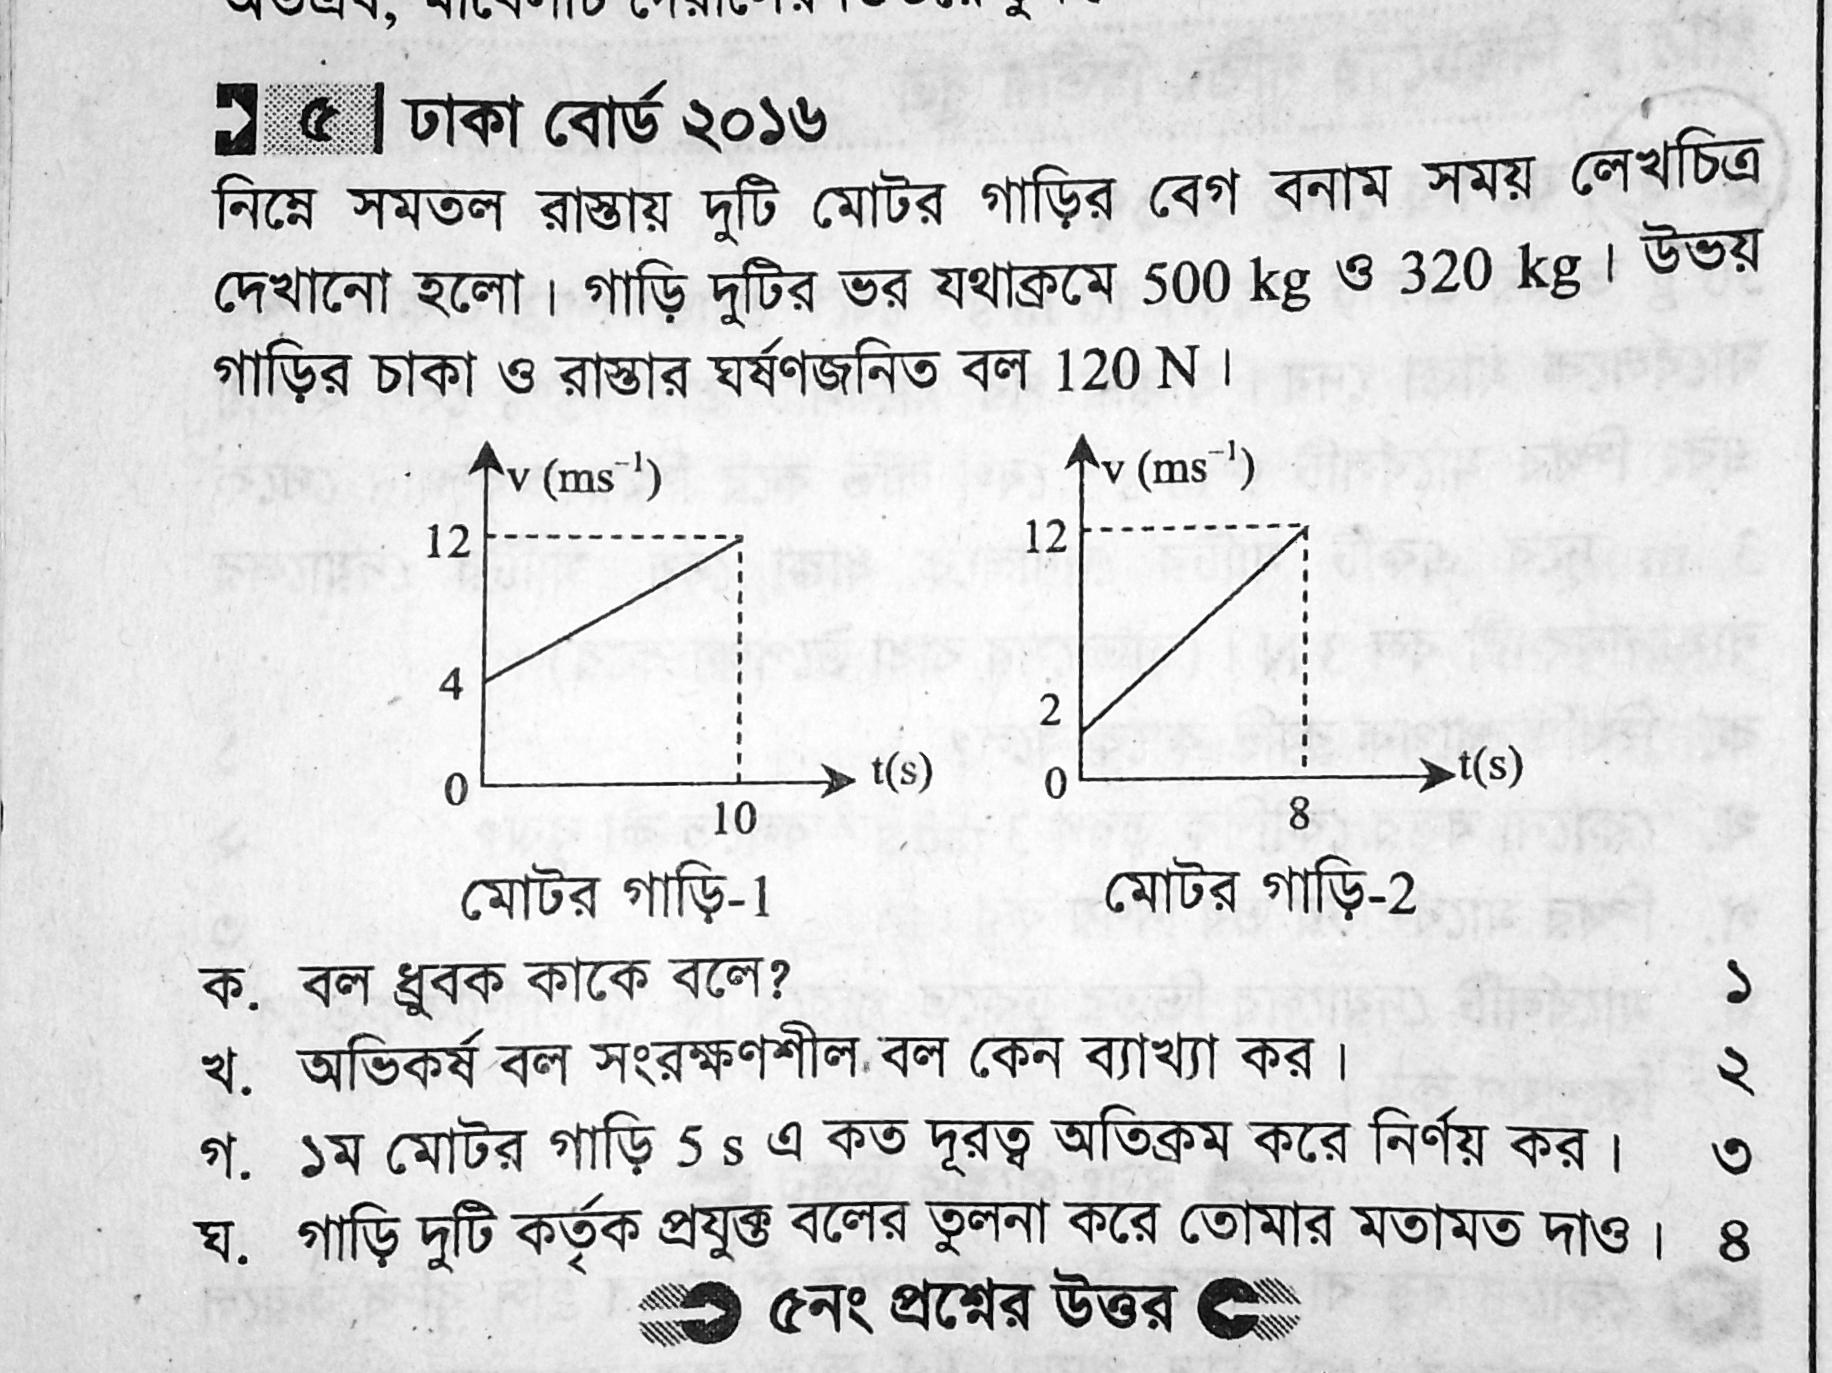 ৫ | ঢাকা বোর্ড ২০১৬
নিম্নে সমতল রাস্তায় দুটি মোটর গাড়ির বেগ বনাম সময় লেখচিত্র
দেখানো হলো। গাড়ি দুটির ভর যথাক্রমে 500 kg ও 320 kg। উভয়
গাড়ির চাকা ও রাস্তার ঘর্ষণজনিত বল 120 N।
v (ms⁻¹)
12
4
0
10
t(s)
মোটর গাড়ি-1
v (ms⁻¹)
12
2
0
8
t(s)
মোটর গাড়ি-2
ক. বল ধ্রুবক কাকে বলে? ১
খ. অভিকর্ষ বল সংরক্ষণশীল বল কেন ব্যাখ্যা কর। ২
গ. ১ম মোটর গাড়ি 5 s এ কত দূরত্ব অতিক্রম করে নির্ণয় কর। ৩
ঘ. গাড়ি দুটি কর্তৃক প্রযুক্ত বলের তুলনা করে তোমার মতামত দাও। ৪
৫নং প্রশ্নের উত্তর